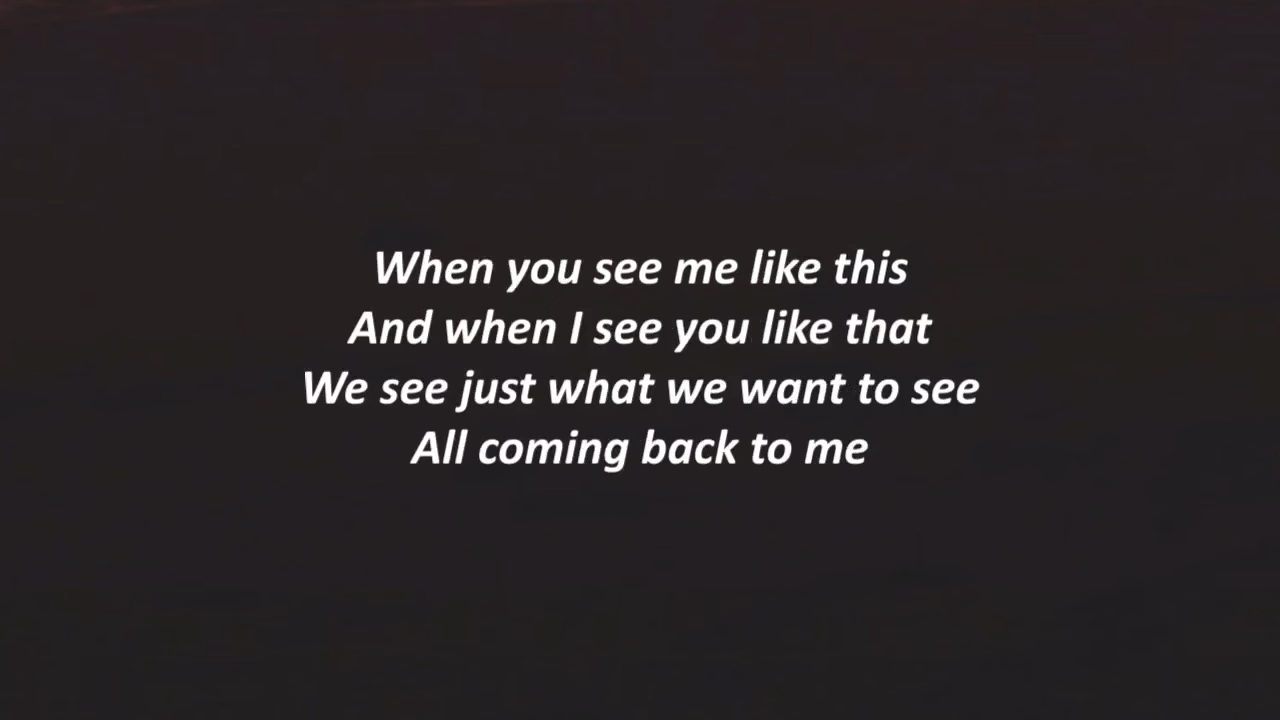 When you see me like this
And when I see you like that
We see just what we want to see
All coming back to me